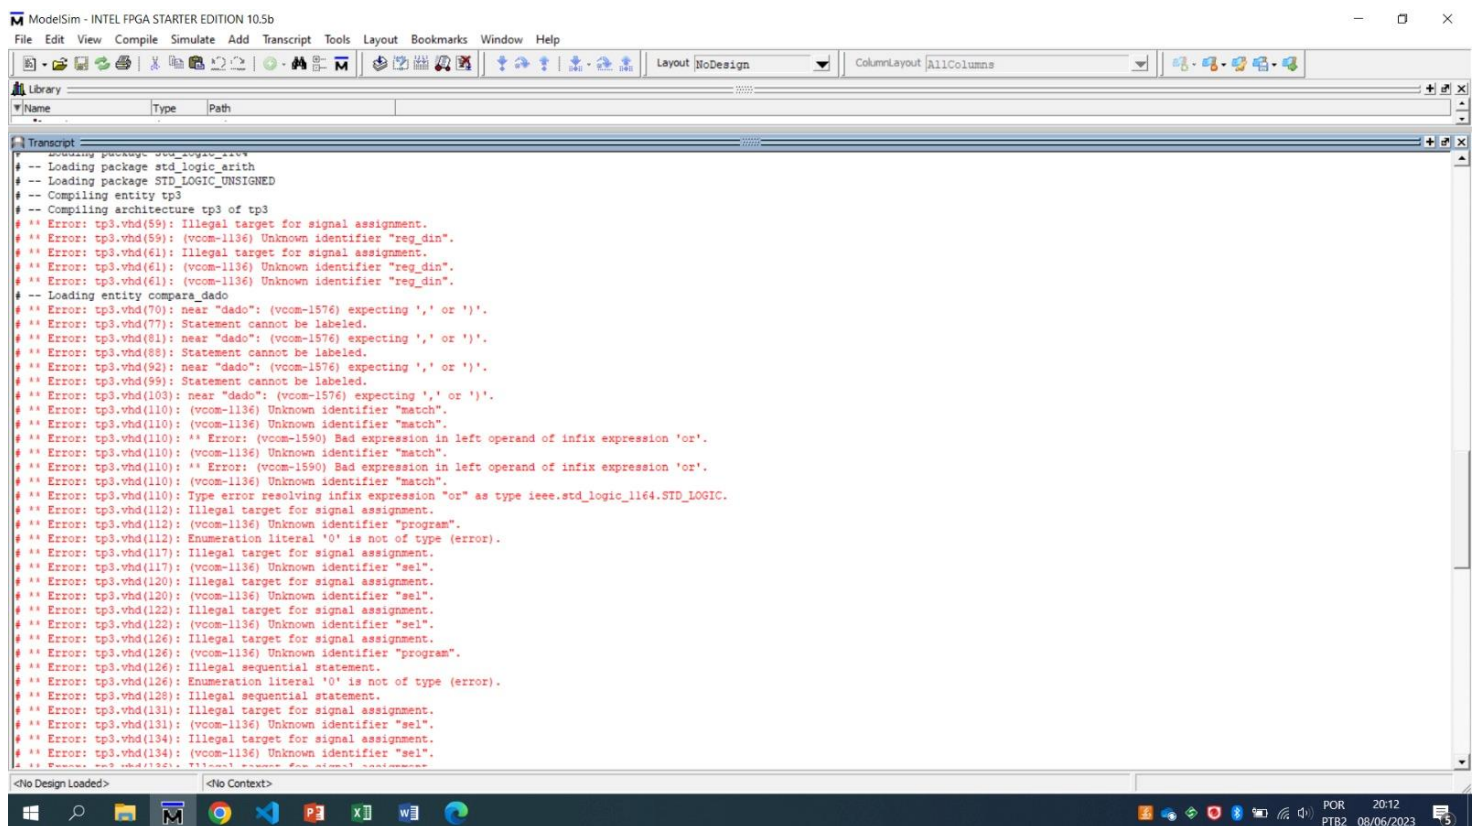 ModelSim - INTEL FPGA STARTER EDITION 10.5b
File Edit View Compile Simulate Add Transcript Tools Layout Bookmarks Window Help
Layout NoDesign ColumnLayout AllColumns
Library
Name Type Path
Transcript
# -- Loading package std_logic_1164
# -- Loading package std_logic_arith
# -- Loading package STD_LOGIC_UNSIGNED
# -- Compiling entity tp3
# -- Compiling architecture tp3 of tp3
# ** Error: tp3.vhd(59): Illegal target for signal assignment.
# ** Error: tp3.vhd(59): (vcom-1136) Unknown identifier "reg_din".
# ** Error: tp3.vhd(61): Illegal target for signal assignment.
# ** Error: tp3.vhd(61): (vcom-1136) Unknown identifier "reg_din".
# ** Error: tp3.vhd(61): (vcom-1136) Unknown identifier "reg_din".
# -- Loading entity compara_dado
# ** Error: tp3.vhd(70): near "dado": (vcom-1576) expecting ',' or ')'.
# ** Error: tp3.vhd(77): Statement cannot be labeled.
# ** Error: tp3.vhd(81): near "dado": (vcom-1576) expecting ',' or ')'.
# ** Error: tp3.vhd(88): Statement cannot be labeled.
# ** Error: tp3.vhd(92): near "dado": (vcom-1576) expecting ',' or ')'.
# ** Error: tp3.vhd(99): Statement cannot be labeled.
# ** Error: tp3.vhd(103): near "dado": (vcom-1576) expecting ',' or ')'.
# ** Error: tp3.vhd(110): (vcom-1136) Unknown identifier "match".
# ** Error: tp3.vhd(110): (vcom-1136) Unknown identifier "match".
# ** Error: tp3.vhd(110): ** Error: (vcom-1590) Bad expression in left operand of infix expression 'or'.
# ** Error: tp3.vhd(110): (vcom-1136) Unknown identifier "match".
# ** Error: tp3.vhd(110): ** Error: (vcom-1590) Bad expression in left operand of infix expression 'or'.
# ** Error: tp3.vhd(110): (vcom-1136) Unknown identifier "match".
# ** Error: tp3.vhd(110): Type error resolving infix expression "or" as type ieee.std_logic_1164.STD_LOGIC.
# ** Error: tp3.vhd(112): Illegal target for signal assignment.
# ** Error: tp3.vhd(112): (vcom-1136) Unknown identifier "program".
# ** Error: tp3.vhd(112): Enumeration literal '0' is not of type (error).
# ** Error: tp3.vhd(117): Illegal target for signal assignment.
# ** Error: tp3.vhd(117): (vcom-1136) Unknown identifier "sel".
# ** Error: tp3.vhd(120): Illegal target for signal assignment.
# ** Error: tp3.vhd(120): (vcom-1136) Unknown identifier "sel".
# ** Error: tp3.vhd(122): Illegal target for signal assignment.
# ** Error: tp3.vhd(122): (vcom-1136) Unknown identifier "sel".
# ** Error: tp3.vhd(126): Illegal target for signal assignment.
# ** Error: tp3.vhd(126): (vcom-1136) Unknown identifier "program".
# ** Error: tp3.vhd(126): Illegal sequential statement.
# ** Error: tp3.vhd(126): Enumeration literal '0' is not of type (error).
# ** Error: tp3.vhd(128): Illegal sequential statement.
# ** Error: tp3.vhd(131): Illegal target for signal assignment.
# ** Error: tp3.vhd(131): (vcom-1136) Unknown identifier "sel".
# ** Error: tp3.vhd(134): Illegal target for signal assignment.
# ** Error: tp3.vhd(134): (vcom-1136) Unknown identifier "sel".
# ** Error: tp3.vhd(136): Illegal target for signal assignment.
<No Design Loaded> <No Context>
POR 20:12
PTB2 08/06/2023
5